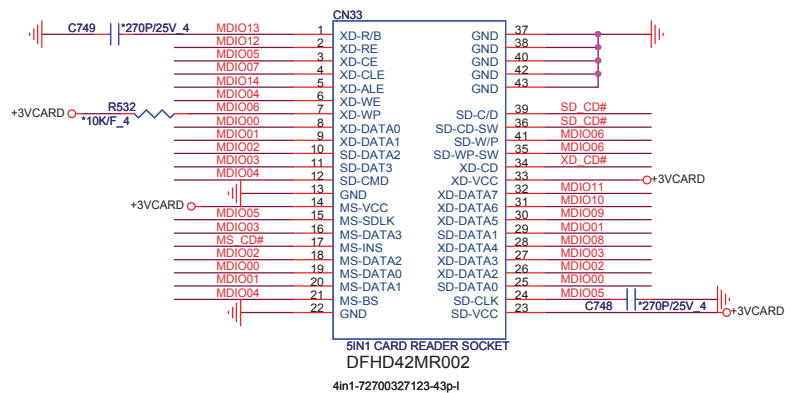 CN33
C749 *270P/25V_4 MDIO13 1 XD-R/B GND 37
MDIO12 2 XD-RE GND 38
MDIO05 3 XD-CE GND 40
MDIO07 4 XD-CLE GND 42
MDIO14 5 XD-ALE GND 43
MDIO04 6 XD-WE
+3VCARD R532 *10K/F_4 MDIO06 7 XD-WP SD-C/D 39 SD_CD#
MDIO00 8 XD-DATA0 SD-CD-SW 36 SD_CD#
MDIO01 9 XD-DATA1 SD-W/P 41 MDIO06
MDIO02 10 SD-DATA2 SD-WP-SW 35 MDIO06
MDIO03 11 SD-DAT3 XD-CD 34 XD_CD#
MDIO04 12 SD-CMD XD-VCC 33 +3VCARD
13 GND XD-DATA7 32 MDIO11
+3VCARD 14 MS-VCC XD-DATA6 31 MDIO10
MDIO05 15 MS-SDLK XD-DATA5 30 MDIO09
MDIO03 16 MS-DATA3 SD-DATA1 29 MDIO01
MS_CD# 17 MS-INS XD-DATA4 28 MDIO08
MDIO02 18 MS-DATA2 XD-DATA3 27 MDIO03
MDIO00 19 MS-DATA0 XD-DATA2 26 MDIO02
MDIO01 20 MS-DATA1 SD-DATA0 25 MDIO00
MDIO04 21 MS-BS SD-CLK 24 MDIO05 C748 *270P/25V_4
22 GND SD-VCC 23 +3VCARD
5IN1 CARD READER SOCKET
DFHD42MR002
4in1-72700327123-43p-l